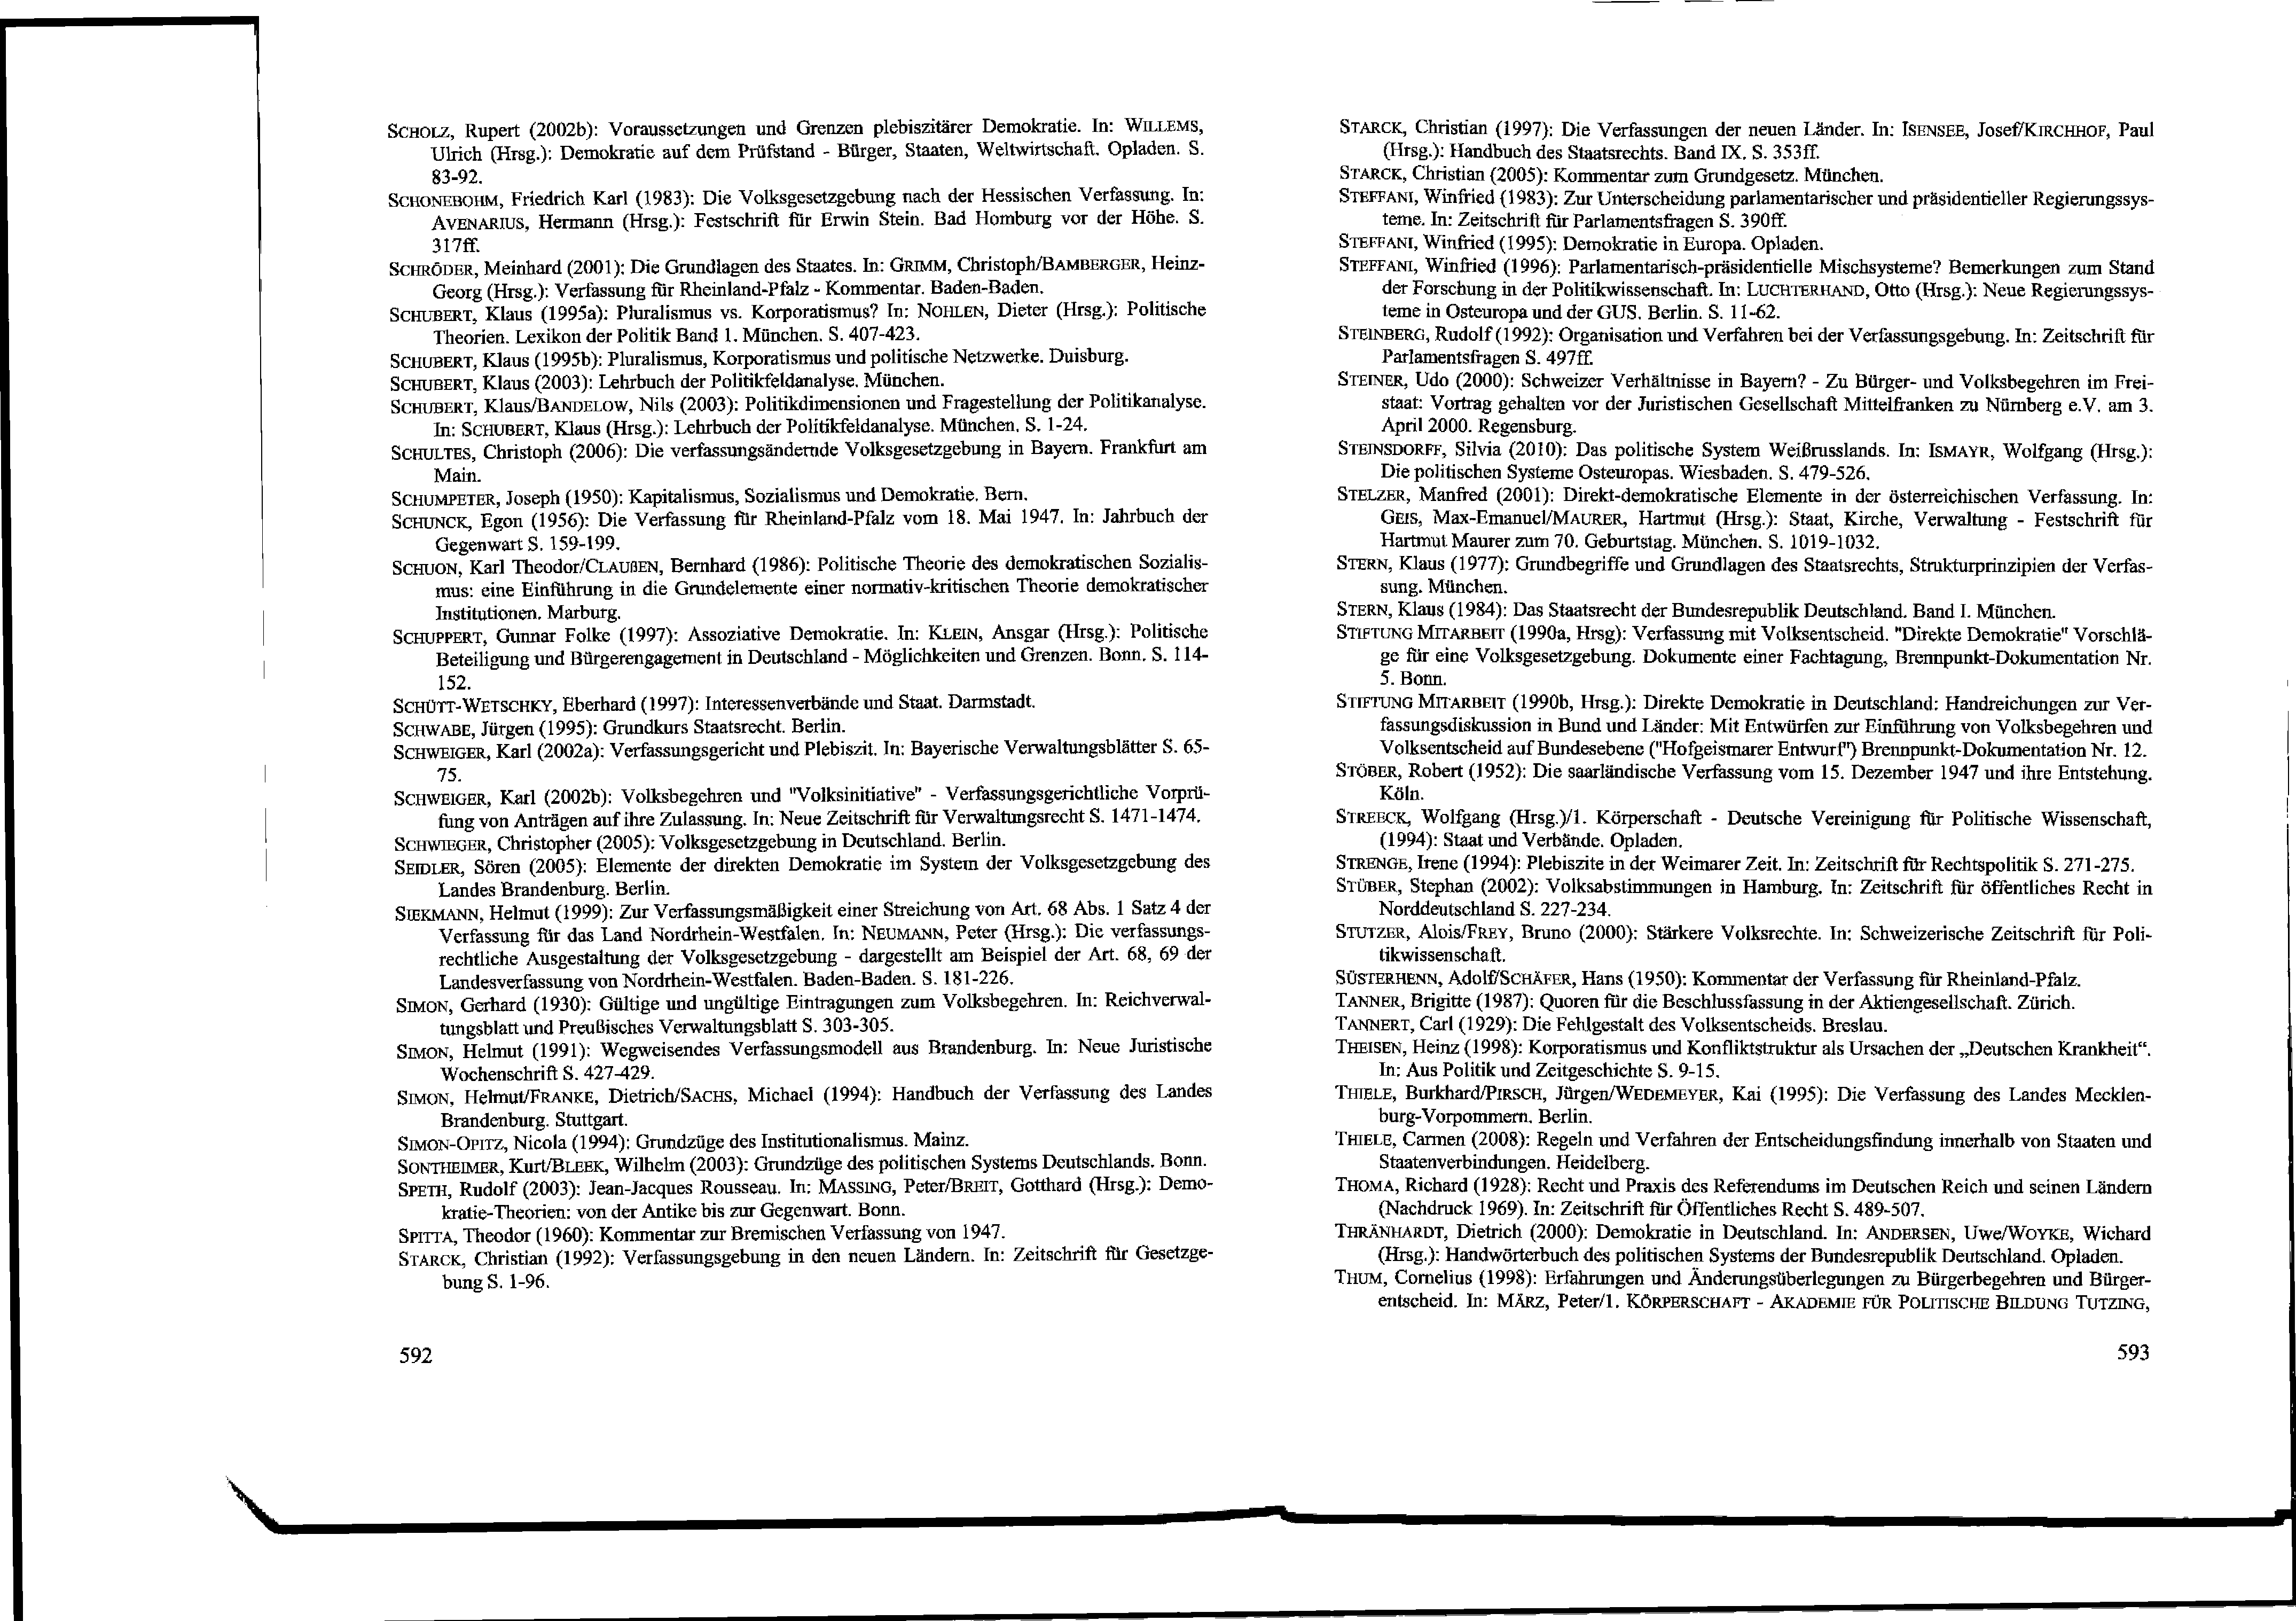 SCHOLZ, Rupert (2002b): Voraussetzungen und Grenzen plebiszitärer Demokratie. In: WILLEMS,
Ulrich (Hrsg.): Demokratie auf dem Prüfstand - Bürger, Staaten, Weltwirtschaft. Opladen. S.
83-92.
SCHONEBOHM, Friedrich Karl (1983): Die Volksgesetzgebung nach der Hessischen Verfassung. In:
AVENARIUS, Hermann (Hrsg.): Festschrift für Erwin Stein. Bad Homburg vor der Höhe. S.
317ff.
SCHRÖDER, Meinhard (2001): Die Grundlagen des Staates. In: GRIMM, Christoph/BAMBERGER, Heinz-
Georg (Hrsg.): Verfassung für Rheinland-Pfalz - Kommentar. Baden-Baden.
SCHUBERT, Klaus (1995a): Pluralismus vs. Korporatismus? In: NOHLEN, Dieter (Hrsg.): Politische
Theorien. Lexikon der Politik Band 1. München. S. 407-423.
SCHUBERT, Klaus (1995b): Pluralismus, Korporatismus und politische Netzwerke. Duisburg.
SCHUBERT, Klaus (2003): Lehrbuch der Politikfeldanalyse. München.
SCHUBERT, Klaus/BANDELOW, Nils (2003): Politikdimensionen und Fragestellung der Politikanalyse.
In: SCHUBERT, Klaus (Hrsg.): Lehrbuch der Politikfeldanalyse. München. S. 1-24.
SCHULTES, Christoph (2006): Die verfassungsändernde Volksgesetzgebung in Bayern. Frankfurt am
Main.
SCHUMPETER, Joseph (1950): Kapitalismus, Sozialismus und Demokratie. Bern.
SCHUNCK, Egon (1956): Die Verfassung für Rheinland-Pfalz vom 18. Mai 1947. In: Jahrbuch der
Gegenwart S. 159-199.
SCHUON, Karl Theodor/CLAUßEN, Bernhard (1986): Politische Theorie des demokratischen Sozialis-
mus: eine Einführung in die Grundelemente einer normativ-kritischen Theorie demokratischer
Institutionen. Marburg.
SCHUPPERT, Gunnar Folke (1997): Assoziative Demokratie. In: KLEIN, Ansgar (Hrsg.): Politische
Beteiligung und Bürgerengagement in Deutschland - Möglichkeiten und Grenzen. Bonn. S. 114-
152.
SCHÜTT-WETSCHKY, Eberhard (1997): Interessenverbände und Staat. Darmstadt.
SCHWABE, Jürgen (1995): Grundkurs Staatsrecht. Berlin.
SCHWEIGER, Karl (2002a): Verfassungsgericht und Plebiszit. In: Bayerische Verwaltungsblätter S. 65-
75.
SCHWEIGER, Karl (2002b): Volksbegehren und "Volksinitiative" - Verfassungsgerichtliche Vorprü-
fung von Anträgen auf ihre Zulassung. In: Neue Zeitschrift für Verwaltungsrecht S. 1471-1474.
SCHWIEGER, Christopher (2005): Volksgesetzgebung in Deutschland. Berlin.
SEIDLER, Sören (2005): Elemente der direkten Demokratie im System der Volksgesetzgebung des
Landes Brandenburg. Berlin.
SIEKMANN, Helmut (1999): Zur Verfassungsmäßigkeit einer Streichung von Art. 68 Abs. 1 Satz 4 der
Verfassung für das Land Nordrhein-Westfalen. In: NEUMANN, Peter (Hrsg.): Die verfassungs-
rechtliche Ausgestaltung der Volksgesetzgebung - dargestellt am Beispiel der Art. 68, 69 der
Landesverfassung von Nordrhein-Westfalen. Baden-Baden. S. 181-226.
SIMON, Gerhard (1930): Gültige und ungültige Eintragungen zum Volksbegehren. In: Reichverwal-
tungsblatt und Preußisches Verwaltungsblatt S. 303-305.
SIMON, Helmut (1991): Wegweisendes Verfassungsmodell aus Brandenburg. In: Neue Juristische
Wochenschrift S. 427-429.
SIMON, Helmut/FRANKE, Dietrich/SACHS, Michael (1994): Handbuch der Verfassung des Landes
Brandenburg. Stuttgart.
SIMON-OPITZ, Nicola (1994): Grundzüge des Institutionalismus. Mainz.
SONTHEIMER, Kurt/BLEEK, Wilhelm (2003): Grundzüge des politischen Systems Deutschlands. Bonn.
SPETH, Rudolf (2003): Jean-Jacques Rousseau. In: MASSING, Peter/BREIT, Gotthard (Hrsg.): Demo-
kratie-Theorien: von der Antike bis zur Gegenwart. Bonn.
SPITTA, Theodor (1960): Kommentar zur Bremischen Verfassung von 1947.
STARCK, Christian (1992): Verfassungsgebung in den neuen Ländern. In: Zeitschrift für Gesetzge-
bung S. 1-96.
592
STARCK, Christian (1997): Die Verfassungen der neuen Länder. In: ISENSEE, Josef/KIRCHHOF, Paul
(Hrsg.): Handbuch des Staatsrechts. Band IX. S. 353ff.
STARCK, Christian (2005): Kommentar zum Grundgesetz. München.
STEFFANI, Winfried (1983): Zur Unterscheidung parlamentarischer und präsidentieller Regierungssys-
teme. In: Zeitschrift für Parlamentsfragen S. 390ff.
STEFFANI, Winfried (1995): Demokratie in Europa. Opladen.
STEFFANI, Winfried (1996): Parlamentarisch-präsidentielle Mischsysteme? Bemerkungen zum Stand
der Forschung in der Politikwissenschaft. In: LUCHTERHAND, Otto (Hrsg.): Neue Regierungssys-
teme in Osteuropa und der GUS. Berlin. S. 11-62.
STEINBERG, Rudolf (1992): Organisation und Verfahren bei der Verfassungsgebung. In: Zeitschrift für
Parlamentsfragen S. 497ff.
STEINER, Udo (2000): Schweizer Verhältnisse in Bayern? - Zu Bürger- und Volksbegehren im Frei-
staat: Vortrag gehalten vor der Juristischen Gesellschaft Mittelfranken zu Nürnberg e.V. am 3.
April 2000. Regensburg.
STEINSDORFF, Silvia (2010): Das politische System Weißrusslands. In: ISMAYR, Wolfgang (Hrsg.):
Die politischen Systeme Osteuropas. Wiesbaden. S. 479-526.
STELZER, Manfred (2001): Direkt-demokratische Elemente in der österreichischen Verfassung. In:
GEIS, Max-Emanuel/MAURER, Hartmut (Hrsg.): Staat, Kirche, Verwaltung - Festschrift für
Hartmut Maurer zum 70. Geburtstag. München. S. 1019-1032.
STERN, Klaus (1977): Grundbegriffe und Grundlagen des Staatsrechts, Strukturprinzipien der Verfas-
sung. München.
STERN, Klaus (1984): Das Staatsrecht der Bundesrepublik Deutschland. Band I. München.
STIFTUNG MITARBEIT (1990a, Hrsg): Verfassung mit Volksentscheid. "Direkte Demokratie" Vorschlä-
ge für eine Volksgesetzgebung. Dokumente einer Fachtagung, Brennpunkt-Dokumentation Nr.
5. Bonn.
STIFTUNG MITARBEIT (1990b, Hrsg.): Direkte Demokratie in Deutschland: Handreichungen zur Ver-
fassungsdiskussion in Bund und Länder: Mit Entwürfen zur Einführung von Volksbegehren und
Volksentscheid auf Bundesebene ("Hofgeismarer Entwurf") Brennpunkt-Dokumentation Nr. 12.
STÖBER, Robert (1952): Die saarländische Verfassung vom 15. Dezember 1947 und ihre Entstehung.
Köln.
STREECK, Wolfgang (Hrsg.)/1. Körperschaft - Deutsche Vereinigung für Politische Wissenschaft,
(1994): Staat und Verbände. Opladen.
STRENGE, Irene (1994): Plebiszite in der Weimarer Zeit. In: Zeitschrift für Rechtspolitik S. 271-275.
STÜBER, Stephan (2002): Volksabstimmungen in Hamburg. In: Zeitschrift für öffentliches Recht in
Norddeutschland S. 227-234.
STUTZER, Alois/FREY, Bruno (2000): Stärkere Volksrechte. In: Schweizerische Zeitschrift für Poli-
tikwissenschaft.
SÜSTERHENN, Adolf/SCHÄFER, Hans (1950): Kommentar der Verfassung für Rheinland-Pfalz.
TANNER, Brigitte (1987): Quoren für die Beschlussfassung in der Aktiengesellschaft. Zürich.
TANNERT, Carl (1929): Die Fehlgestalt des Volksentscheids. Breslau.
THEISEN, Heinz (1998): Korporatismus und Konfliktstruktur als Ursachen der „Deutschen Krankheit“.
In: Aus Politik und Zeitgeschichte S. 9-15.
THIELE, Burkhard/PIRSCH, Jürgen/WEDEMEYER, Kai (1995): Die Verfassung des Landes Mecklen-
burg-Vorpommern. Berlin.
THIELE, Carmen (2008): Regeln und Verfahren der Entscheidungsfindung innerhalb von Staaten und
Staatenverbindungen. Heidelberg.
THOMA, Richard (1928): Recht und Praxis des Referendums im Deutschen Reich und seinen Ländern
(Nachdruck 1969). In: Zeitschrift für Öffentliches Recht S. 489-507.
THRÄNHARDT, Dietrich (2000): Demokratie in Deutschland. In: ANDERSEN, Uwe/WOYKE, Wichard
(Hrsg.): Handwörterbuch des politischen Systems der Bundesrepublik Deutschland. Opladen.
THUM, Cornelius (1998): Erfahrungen und Änderungsüberlegungen zu Bürgerbegehren und Bürger-
entscheid. In: MÄRZ, Peter/1. KÖRPERSCHAFT - AKADEMIE FÜR POLITISCHE BILDUNG TUTZING,
593